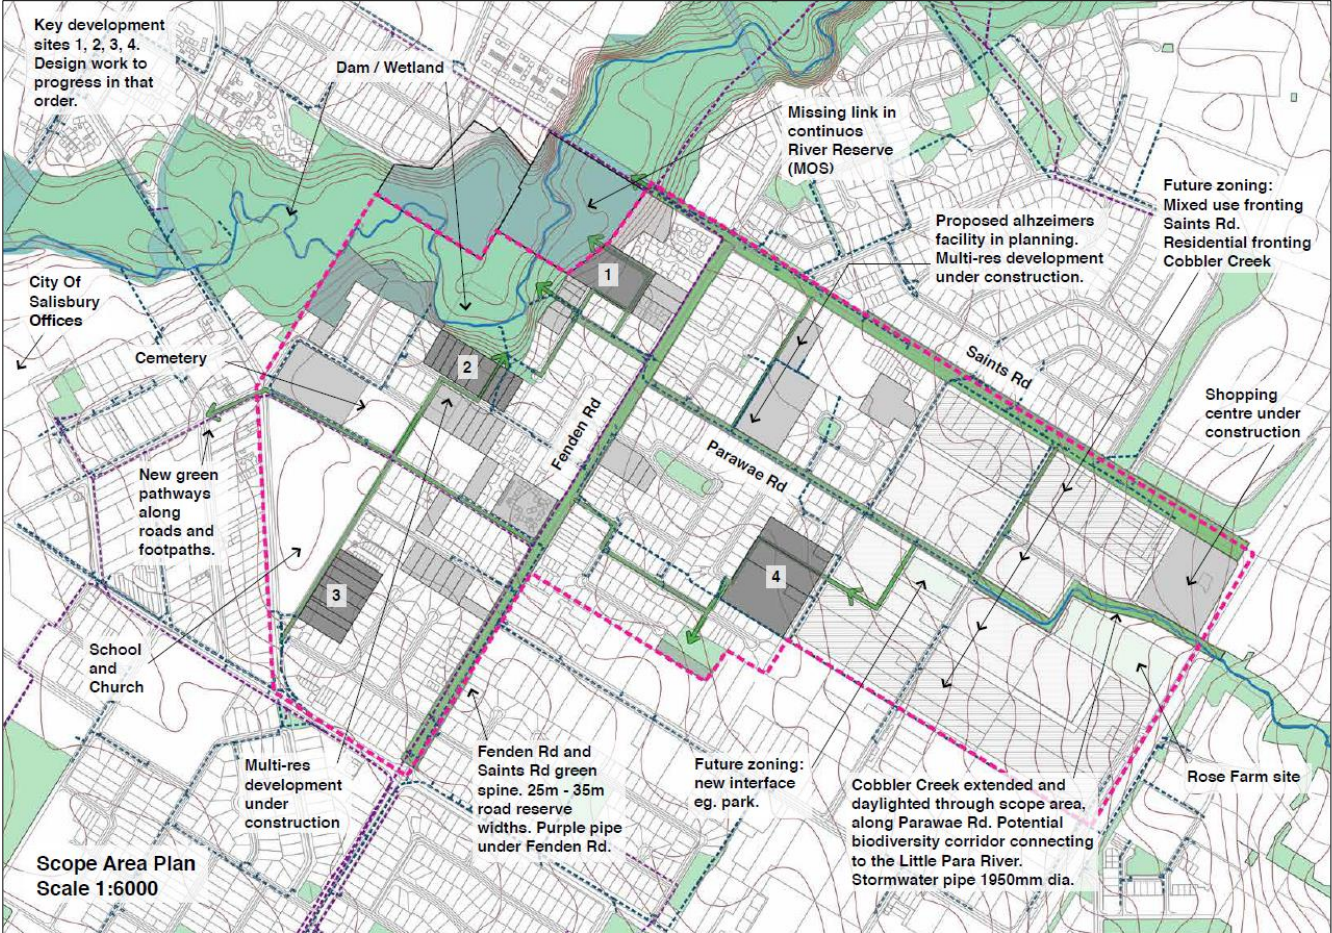 Key development
sites 1, 2, 3, 4.
Design work to
progress in that
order.
Dam / Wetland
Missing link in
continuos
River Reserve
(MOS)
Future zoning:
Mixed use fronting
Saints Rd.
Residential fronting
Cobbler Creek
Proposed alhzeimers
facility in planning.
Multi-res development
under construction.
City Of
Salisbury
Offices
1
Cemetery
2
Saints Rd
Shopping
centre under
construction
Fenden Rd
Parawae Rd
New green
pathways
along
roads and
footpaths.
3
4
School
and
Church
Multi-res
development
under
construction
Fenden Rd and
Saints Rd green
spine. 25m - 35m
road reserve
widths. Purple pipe
under Fenden Rd.
Future zoning:
new interface
eg. park.
Cobbler Creek extended and
daylighted through scope area,
along Parawae Rd. Potential
biodiversity corridor connecting
to the Little Para River.
Stormwater pipe 1950mm dia.
Rose Farm site
Scope Area Plan
Scale 1:6000